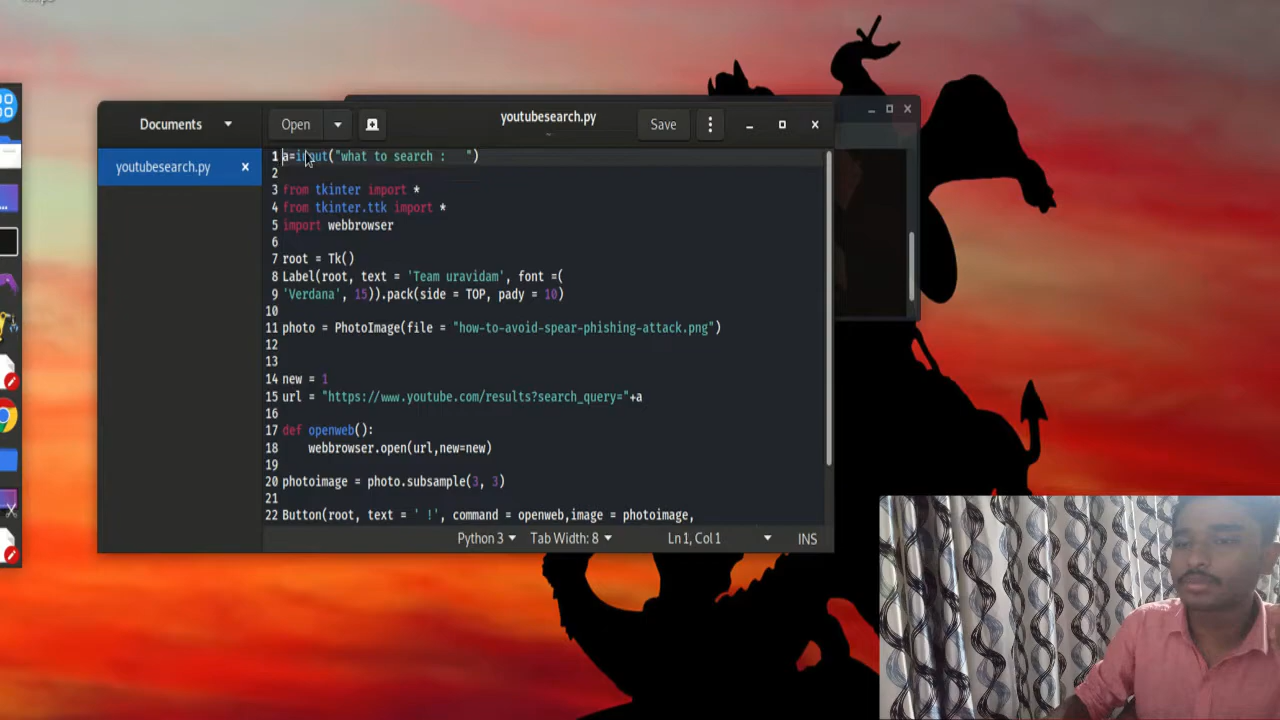 Documents
Open
youtubesearch.py
Save
youtubesearch.py
1 a=input("what to search :   ")
2
3 from tkinter import *
4 from tkinter.ttk import *
5 import webbrowser
6
7 root = Tk()
8 Label(root, text = 'Team uravidam', font =(
9 'Verdana', 15)).pack(side = TOP, pady = 10)
10
11 photo = PhotoImage(file = "how-to-avoid-spear-phishing-attack.png")
12
13
14 new = 1
15 url = "https://www.youtube.com/results?search_query="+a
16
17 def openweb():
18     webbrowser.open(url,new=new)
19
20 photoimage = photo.subsample(3, 3)
21
22 Button(root, text = ' !', command = openweb,image = photoimage,
Python 3 Tab Width: 8 Ln 1, Col 1 INS